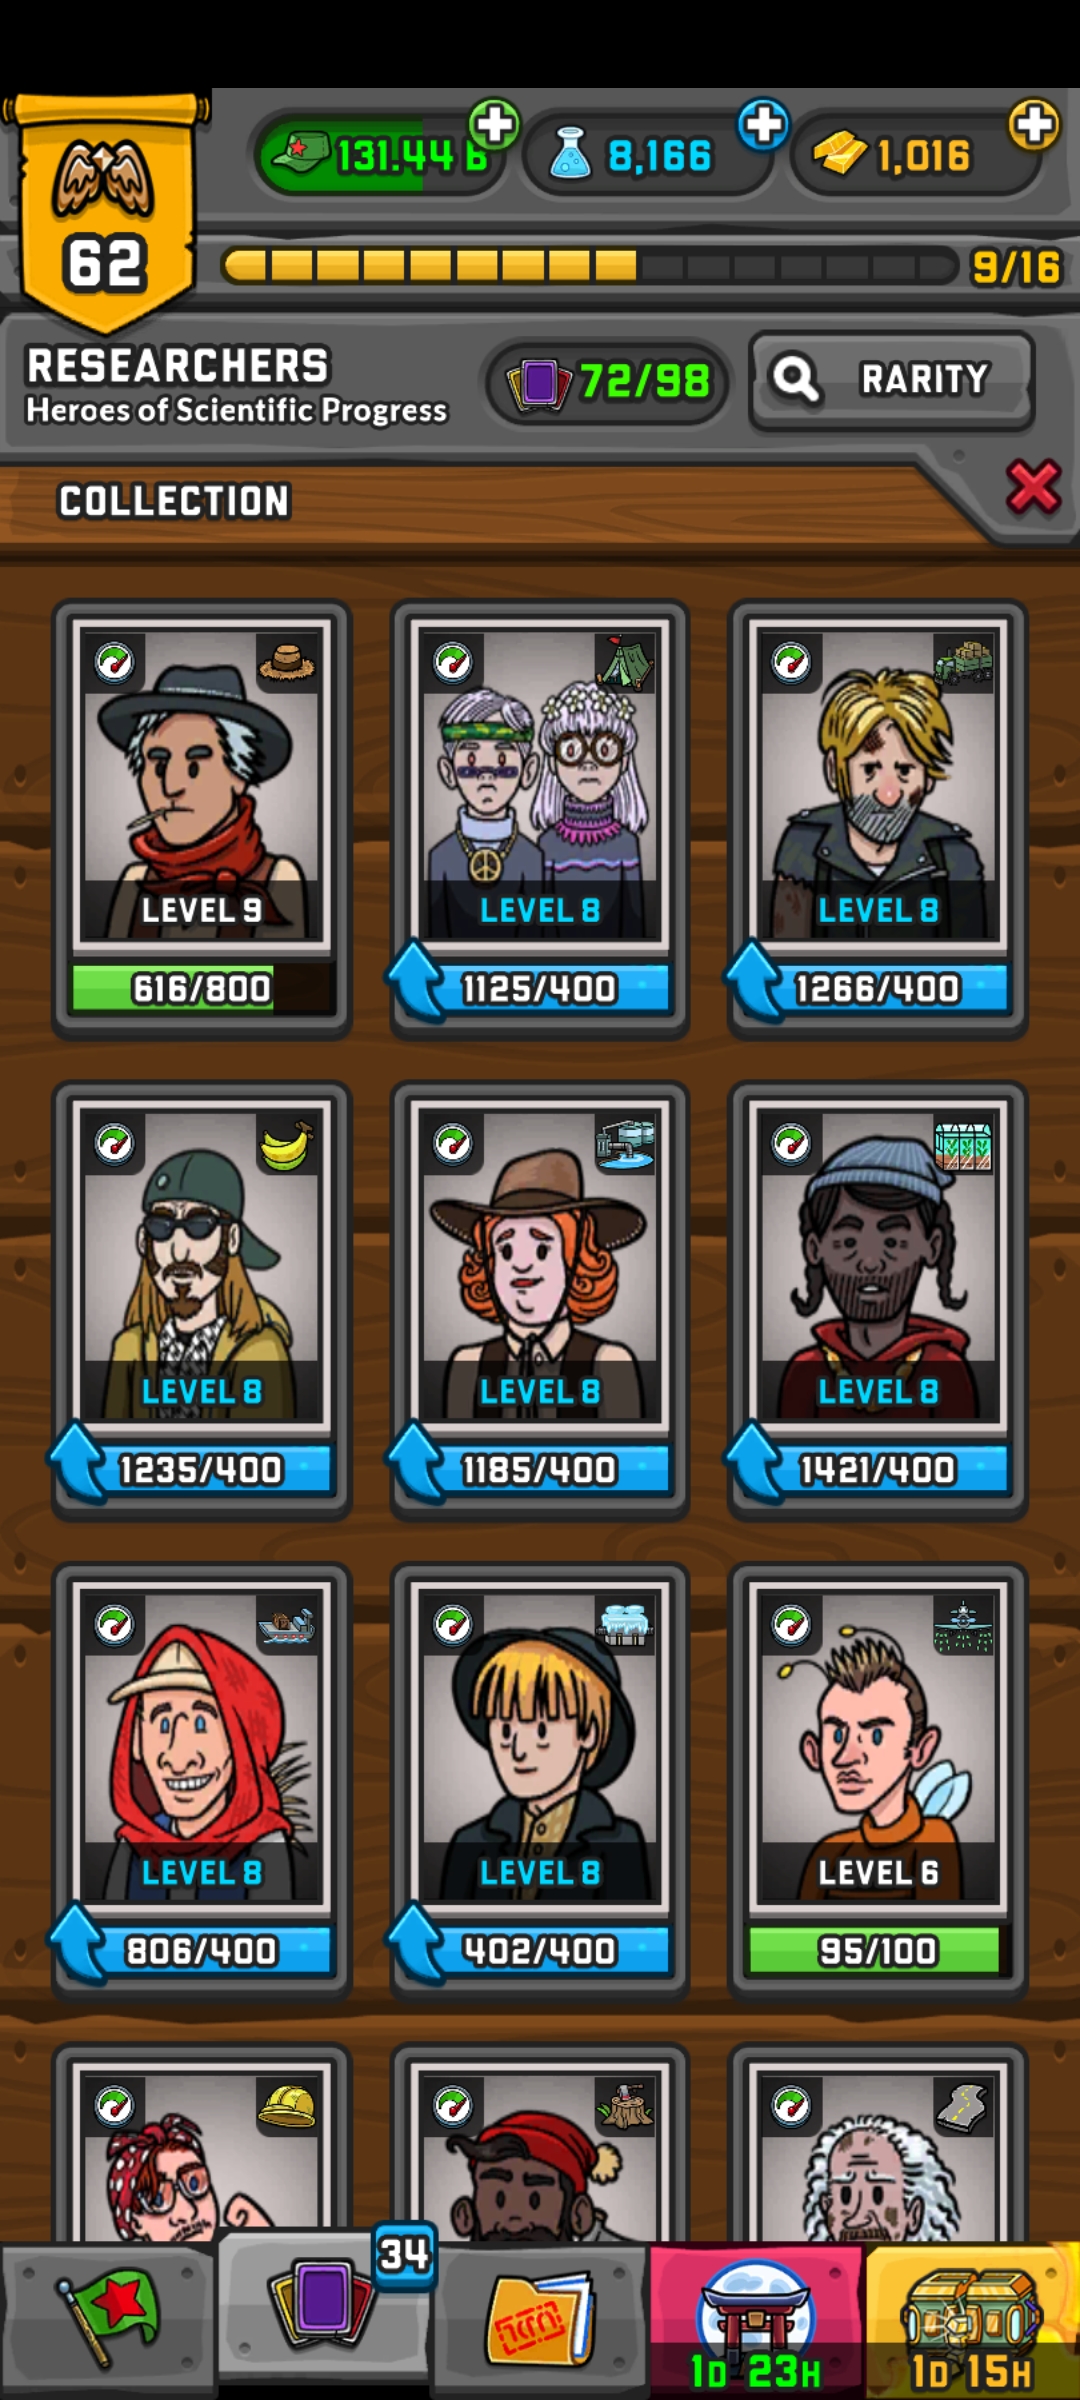 131.44 B
8,166
1,016
62
9/16
RESEARCHERS
Heroes of Scientific Progress
72/98
RARITY
COLLECTION
LEVEL 9
LEVEL 8
LEVEL 8
616/800
1125/400
1266/400
LEVEL 8
LEVEL 8
LEVEL 8
1235/400
1185/400
1421/400
LEVEL 8
LEVEL 8
LEVEL 6
806/400
402/400
95/100
34
1D 23H
1D 15H